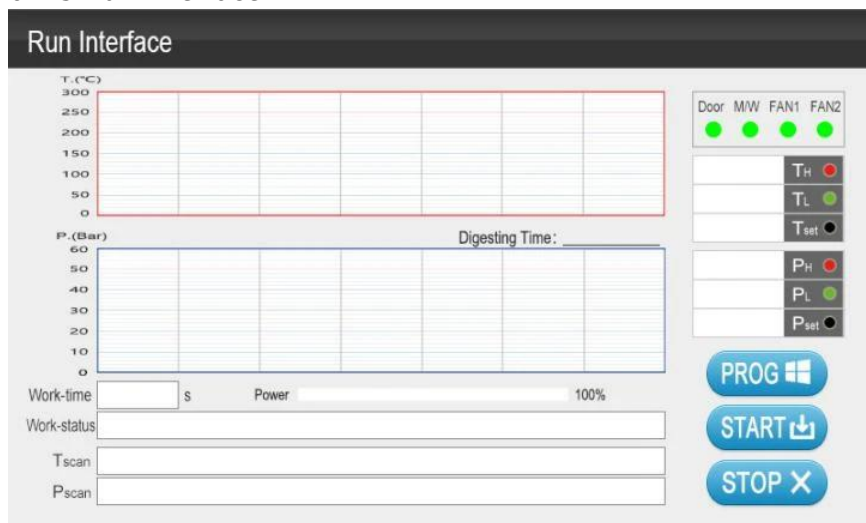 Run Interface
T.(°C)
300
250
200
150
100
50
0
P.(Bar)
Digesting Time:
60
50
40
30
20
10
0
Work-time s Power 100%
Work-status
Tscan
Pscan
Door M/W FAN1 FAN2
TH
TL
Tset
PH
PL
Pset
PROG
START
STOP